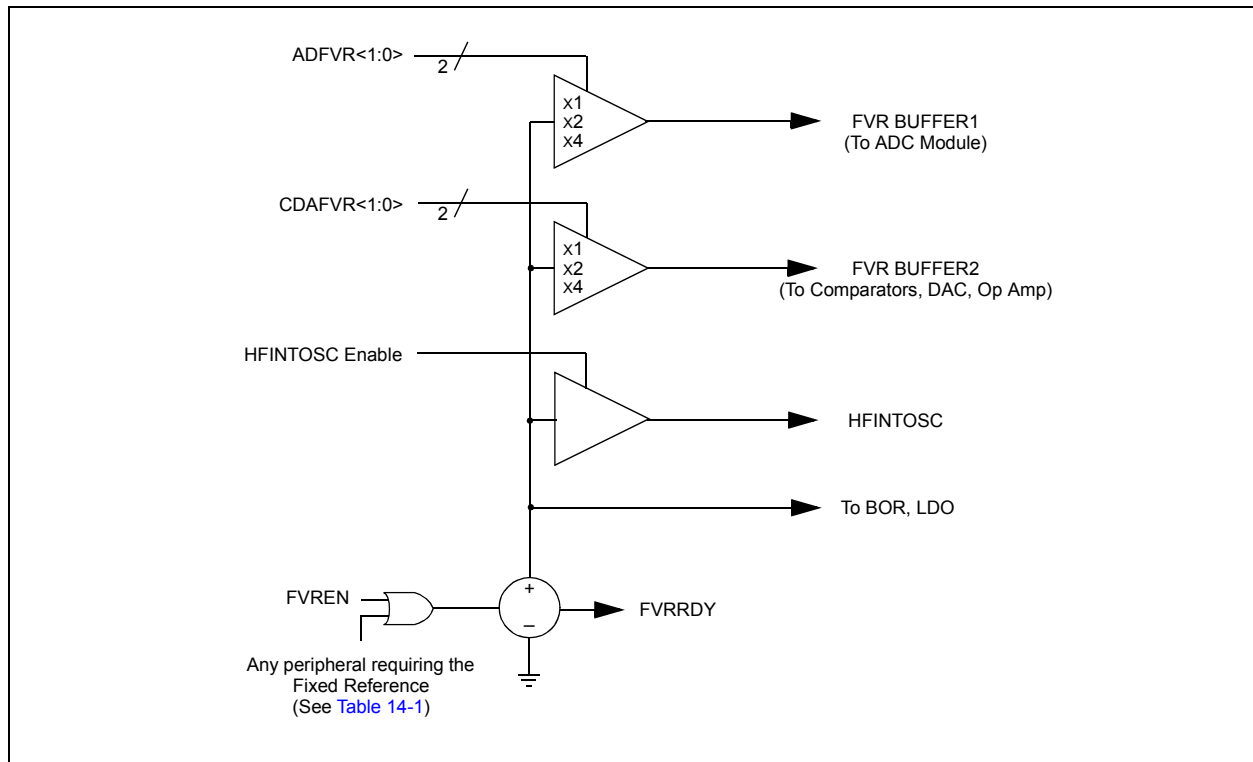 ADFVR<1:0>
2
x1
x2
x4
FVR BUFFER1
(To ADC Module)
CDAFVR<1:0>
2
x1
x2
x4
FVR BUFFER2
(To Comparators, DAC, Op Amp)
HFINTOSC Enable
HFINTOSC
To BOR, LDO
FVREN
+
_
FVRRDY
Any peripheral requiring the
Fixed Reference
(See Table 14-1)